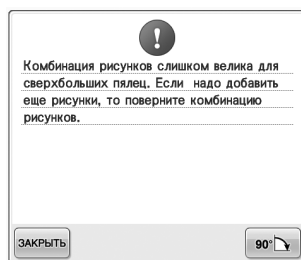 Комбинация рисунков слишком велика для
сверхбольших пялец. Если надо добавить
еще рисунки, то поверните комбинацию
рисунков.
ЗАКРЫТЬ
90°